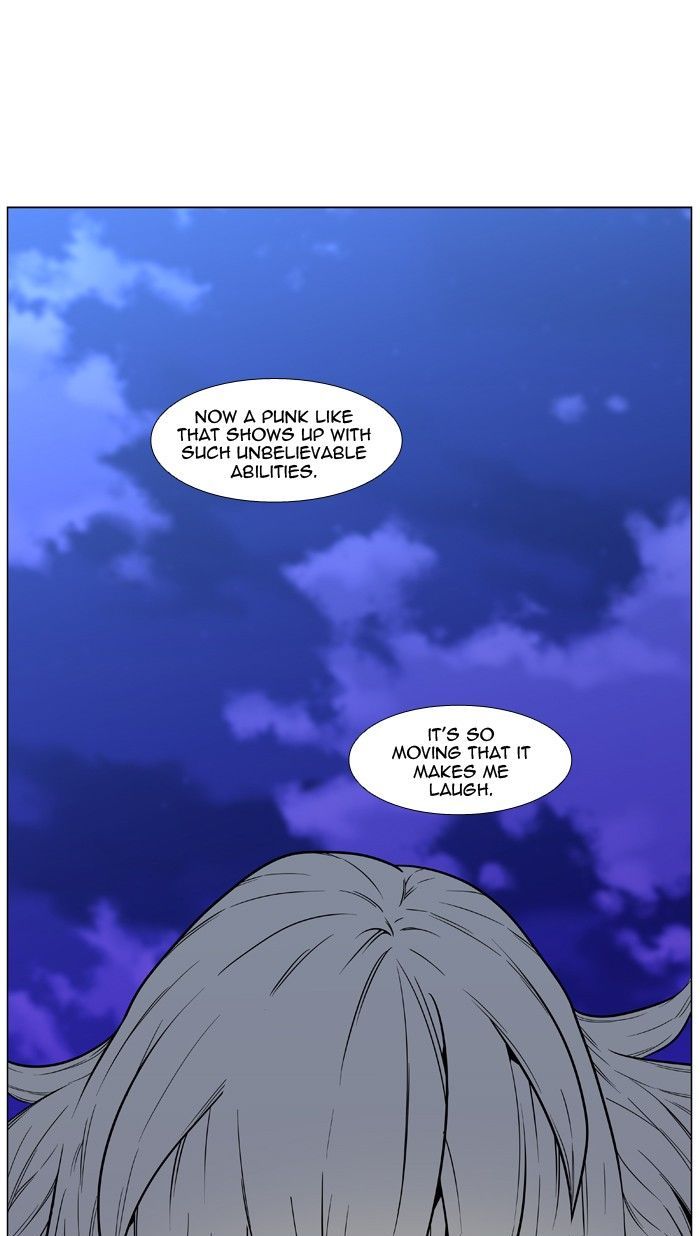 NOW A PUNK LIKE
THAT SHOWS UP WITH
SUCH UNBELIEVABLE
ABILITIES.
IT'S SO
MOVING THAT IT
MAKES ME
LAUGH.